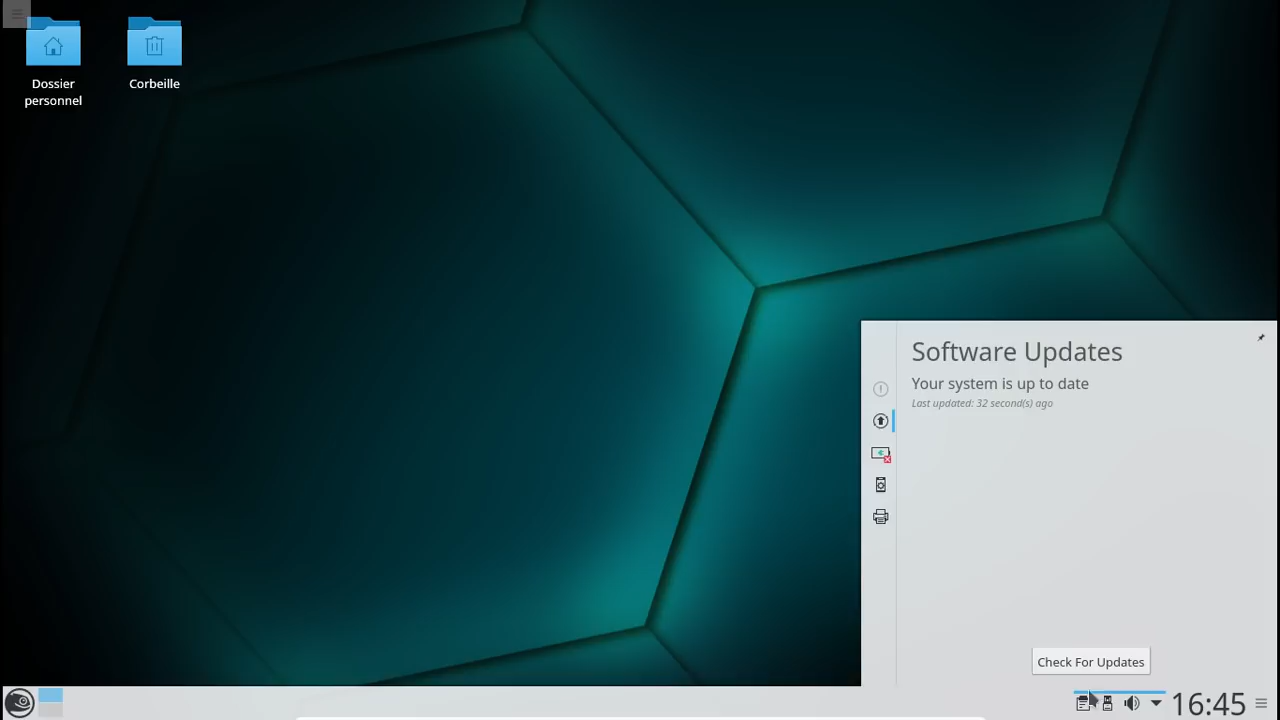 Dossier
personnel
Corbeille
Software Updates
Your system is up to date
Last updated: 32 second(s) ago
Check For Updates
16:45